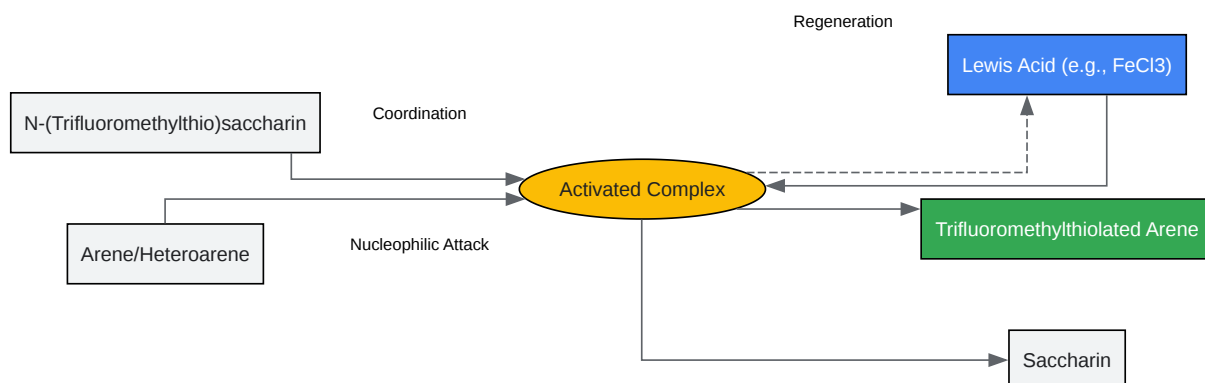 Regeneration
Lewis Acid (e.g., FeCl3)
N-(Trifluoromethylthio)saccharin
Coordination
Activated Complex
Trifluoromethylthiolated Arene
Arene/Heteroarene
Nucleophilic Attack
Saccharin